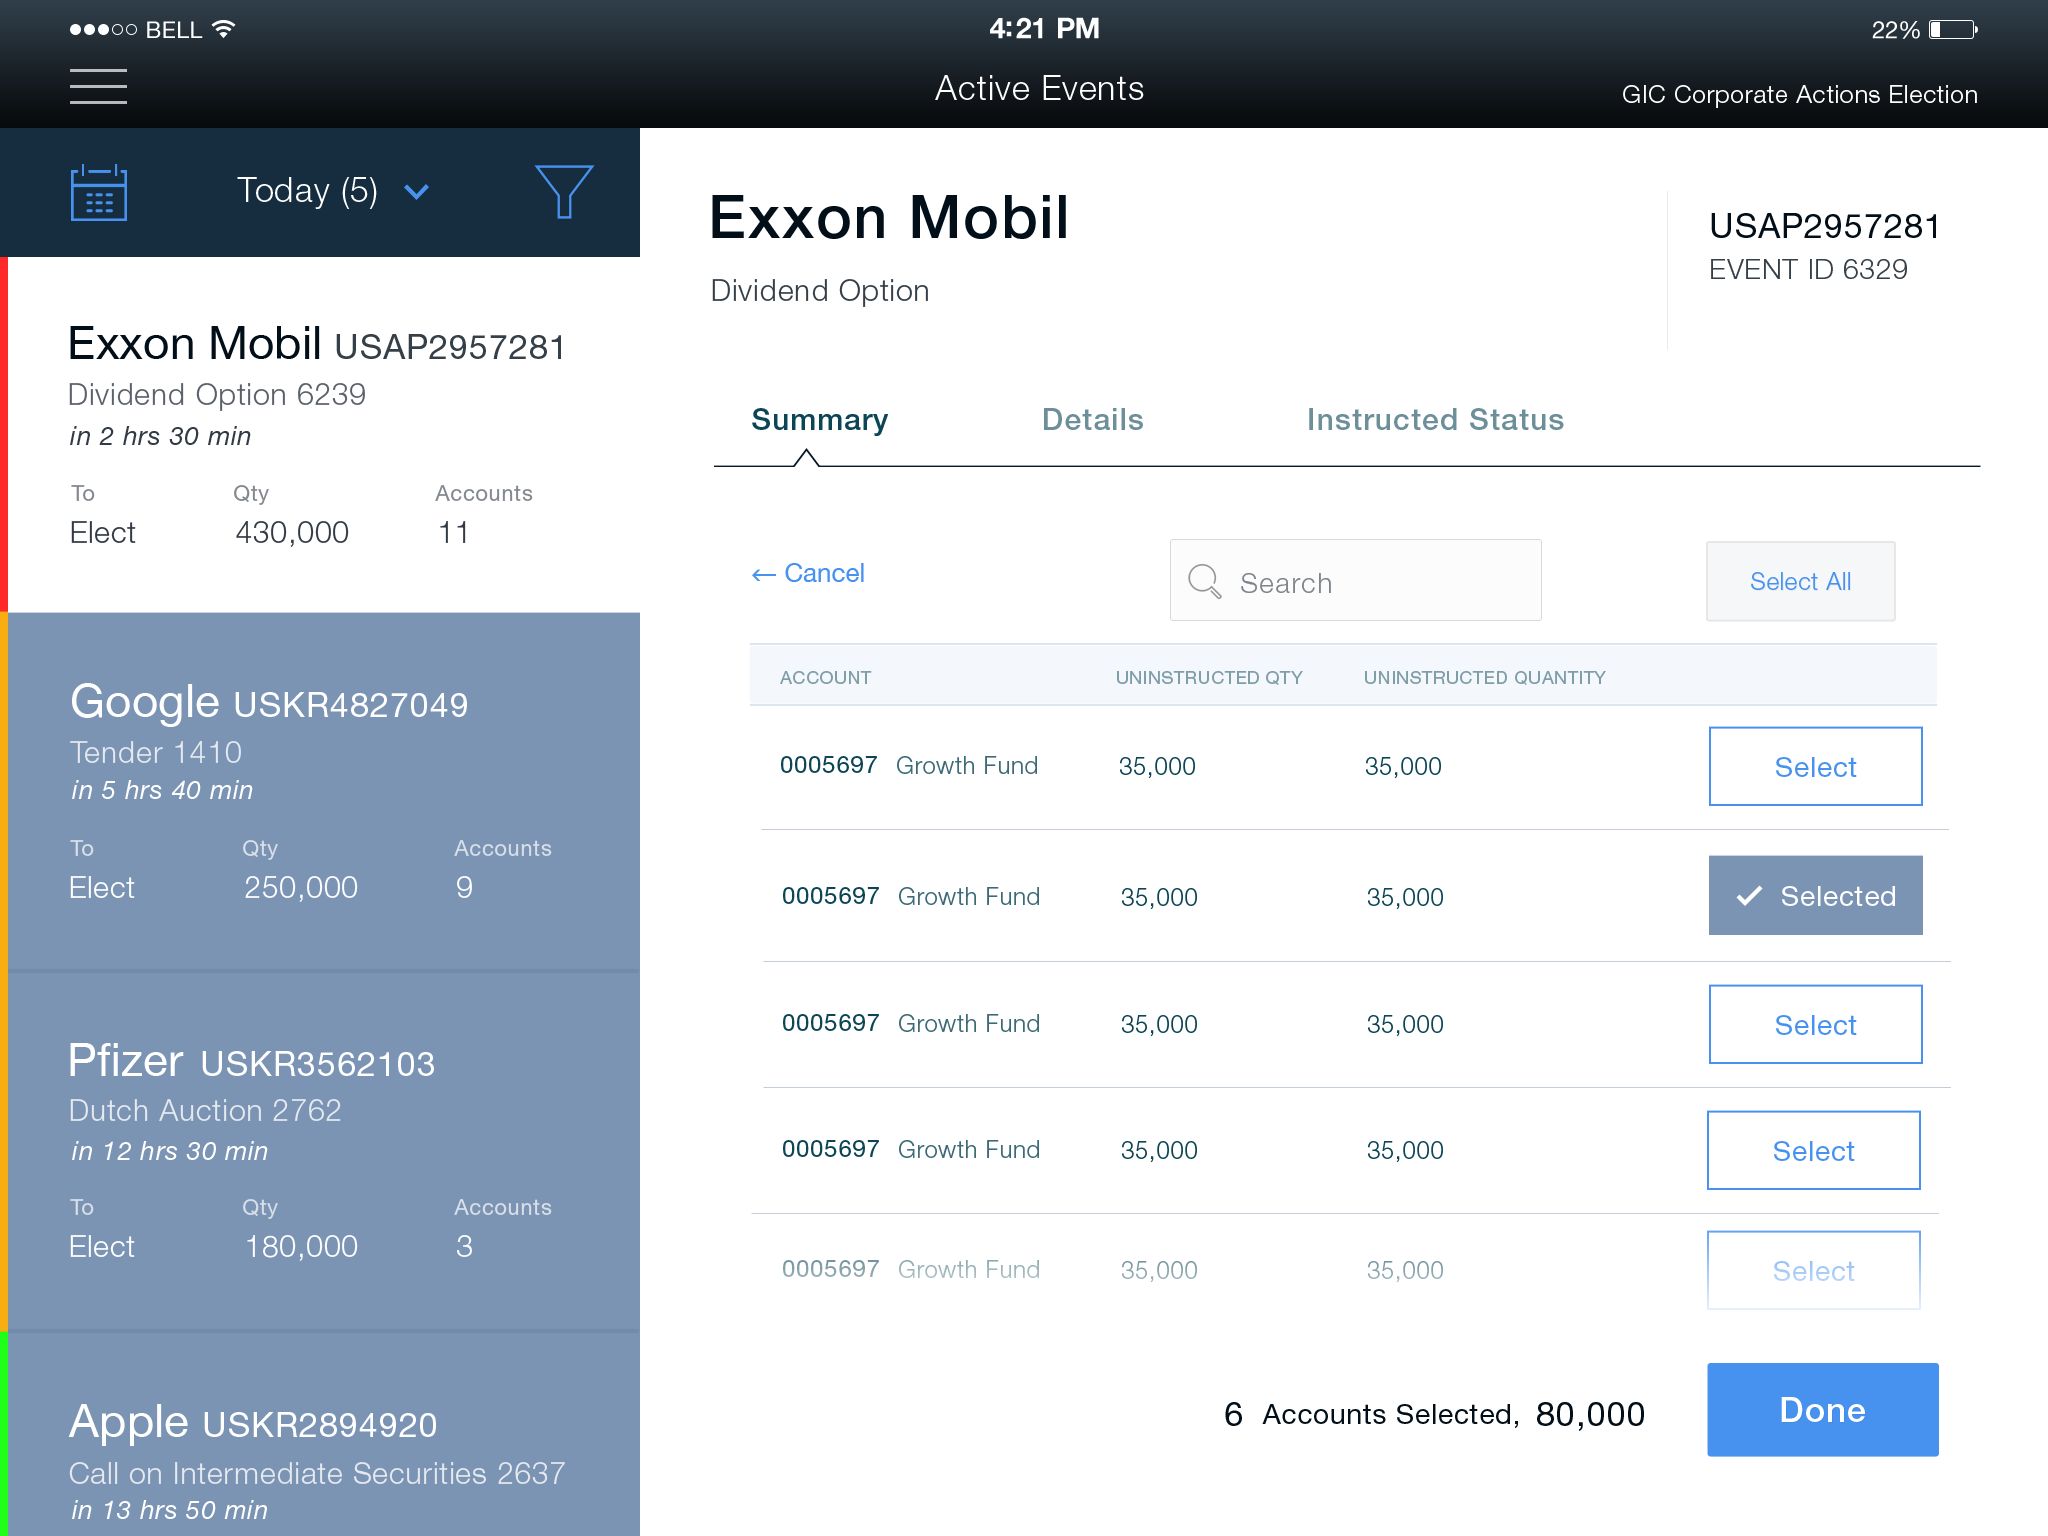 BELL
4:21 PM
22%
Active Events
GIC Corporate Actions Election
Today (5)
Exxon Mobil USAP2957281
Dividend Option 6239
in 2 hrs 30 min
To Qty Accounts
Elect 430,000 11
Google USKR4827049
Tender 1410
in 5 hrs 40 min
To Qty Accounts
Elect 250,000 9
Pfizer USKR3562103
Dutch Auction 2762
in 12 hrs 30 min
To Qty Accounts
Elect 180,000 3
Apple USKR2894920
Call on Intermediate Securities 2637
in 13 hrs 50 min
Exxon Mobil
Dividend Option
USAP2957281
EVENT ID 6329
Summary Details Instructed Status
← Cancel
Search
Select All
ACCOUNT UNINSTRUCTED QTY UNINSTRUCTED QUANTITY
0005697 Growth Fund 35,000 35,000 Select
0005697 Growth Fund 35,000 35,000 Selected
0005697 Growth Fund 35,000 35,000 Select
0005697 Growth Fund 35,000 35,000 Select
0005697 Growth Fund 35,000 35,000 Select
6 Accounts Selected, 80,000
Done